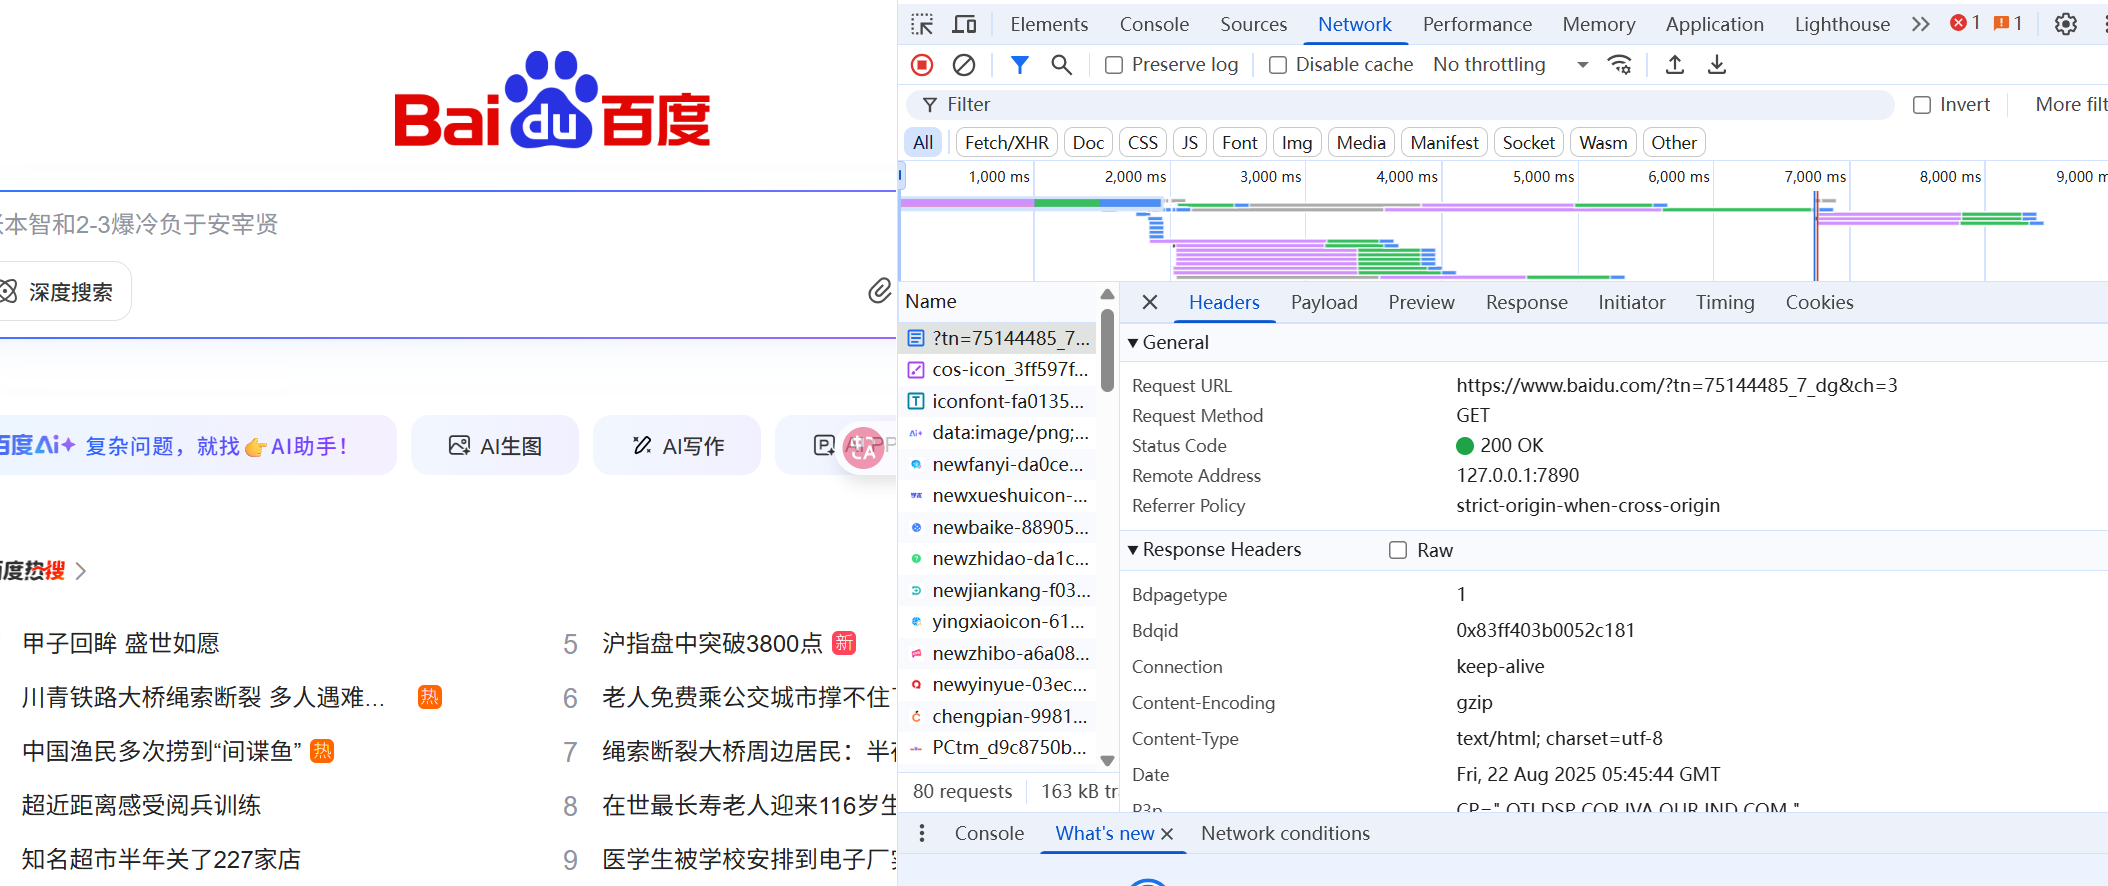 Bai du 百度
本智和2-3爆冷负于安宰贤
深度搜索
百度Ai 复杂问题，就找👉AI助手！
AI生图
AI写作
百度热搜 >
甲子回眸 盛世如愿
川青铁路大桥绳索断裂 多人遇难... 热
中国渔民多次捞到“间谍鱼” 热
超近距离感受阅兵训练
知名超市半年关了227家店
5 沪指盘中突破3800点 新
6 老人免费乘公交城市撑不住
7 绳索断裂大桥周边居民：半
8 在世最长寿老人迎来116岁生
9 医学生被学校安排到电子厂
Elements Console Sources Network Performance Memory Application Lighthouse 1 1
Preserve log Disable cache No throttling
Filter Invert More filt
All Fetch/XHR Doc CSS JS Font Img Media Manifest Socket Wasm Other
1,000 ms 2,000 ms 3,000 ms 4,000 ms 5,000 ms 6,000 ms 7,000 ms 8,000 ms 9,000 m
Name
?tn=75144485_7...
cos-icon_3ff597f...
iconfont-fa0135...
data:image/png;...
newfanyi-da0ce...
newxueshuicon-...
newbaike-88905...
newzhidao-da1c...
newjiankang-f03...
yingxiaoicon-61...
newzhibo-a6a08...
newyinyue-03ec...
chengpian-9981...
PCtm_d9c8750b...
80 requests 163 kB tr
Headers Payload Preview Response Initiator Timing Cookies
General
Request URL https://www.baidu.com/?tn=75144485_7_dg&ch=3
Request Method GET
Status Code 200 OK
Remote Address 127.0.0.1:7890
Referrer Policy strict-origin-when-cross-origin
Response Headers Raw
Bdpagetype 1
Bdqid 0x83ff403b0052c181
Connection keep-alive
Content-Encoding gzip
Content-Type text/html; charset=utf-8
Date Fri, 22 Aug 2025 05:45:44 GMT
P3p CP=" OTI DSP COR IVA OUR IND COM "
Console What's new Network conditions